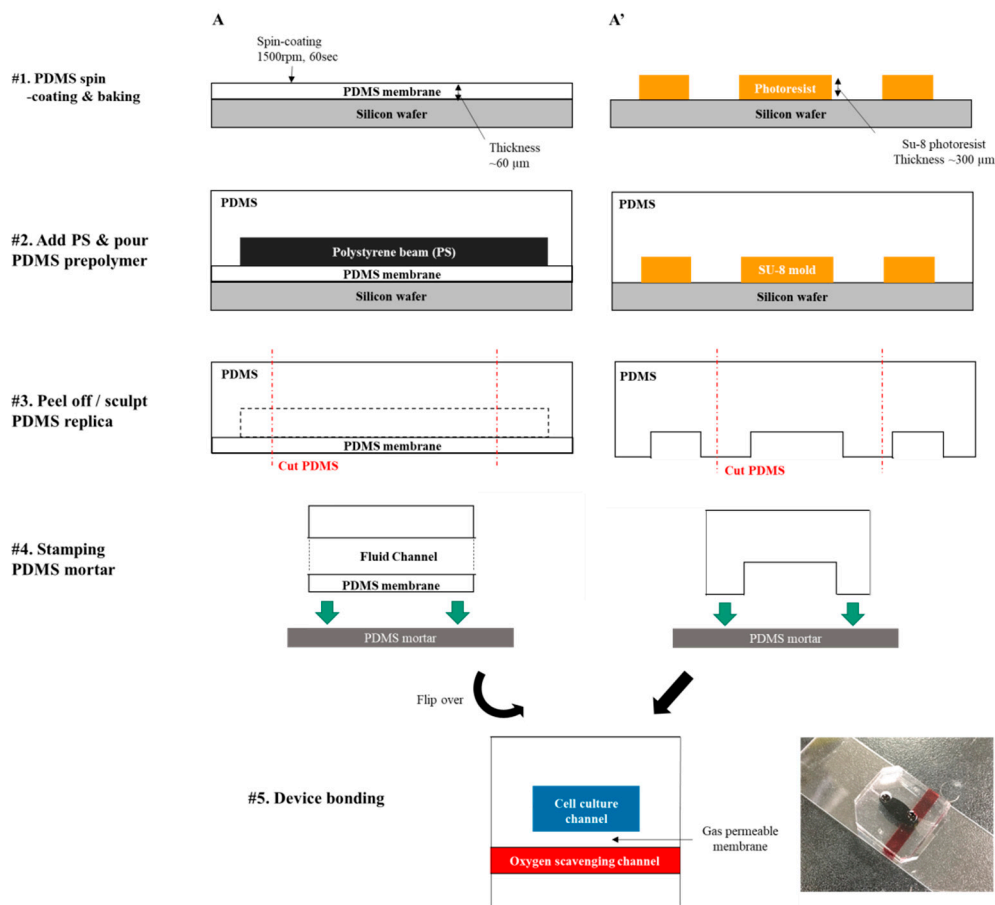 A
A'
Spin-coating
1500rpm, 60sec
#1. PDMS spin
-coating & baking
PDMS membrane
Silicon wafer
Thickness
~60 µm
Photoresist
Silicon wafer
Su-8 photoresist
Thickness ~300 µm
#2. Add PS & pour
PDMS prepolymer
PDMS
Polystyrene beam (PS)
PDMS membrane
Silicon wafer
PDMS
SU-8 mold
Silicon wafer
#3. Peel off / sculpt
PDMS replica
PDMS
PDMS membrane
Cut PDMS
PDMS
Cut PDMS
#4. Stamping
PDMS mortar
Fluid Channel
PDMS membrane
PDMS mortar
PDMS mortar
Flip over
#5. Device bonding
Cell culture
channel
Gas permeable
membrane
Oxygen scavenging channel